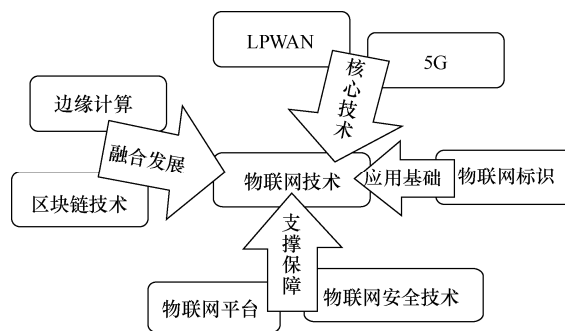 LPWAN
5G
核心技术
边缘计算
融合发展
区块链技术
物联网技术
应用基础
物联网标识
支撑保障
物联网平台
物联网安全技术